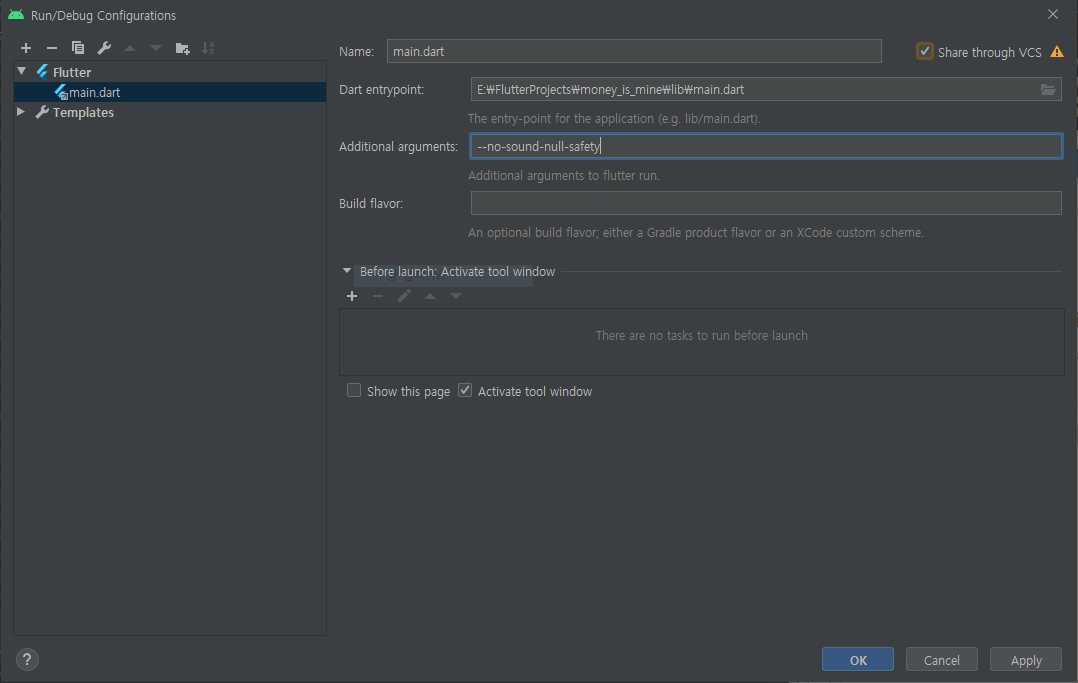 Run/Debug Configurations
Flutter
main.dart
Templates
Name: main.dart
Share through VCS
Dart entrypoint: E:₩FlutterProjects₩money_is_mine₩lib₩main.dart
The entry-point for the application (e.g. lib/main.dart).
Additional arguments: --no-sound-null-safety
Additional arguments to flutter run.
Build flavor:
An optional build flavor; either a Gradle product flavor or an XCode custom scheme.
Before launch: Activate tool window
There are no tasks to run before launch
Show this page Activate tool window
?
OK Cancel Apply